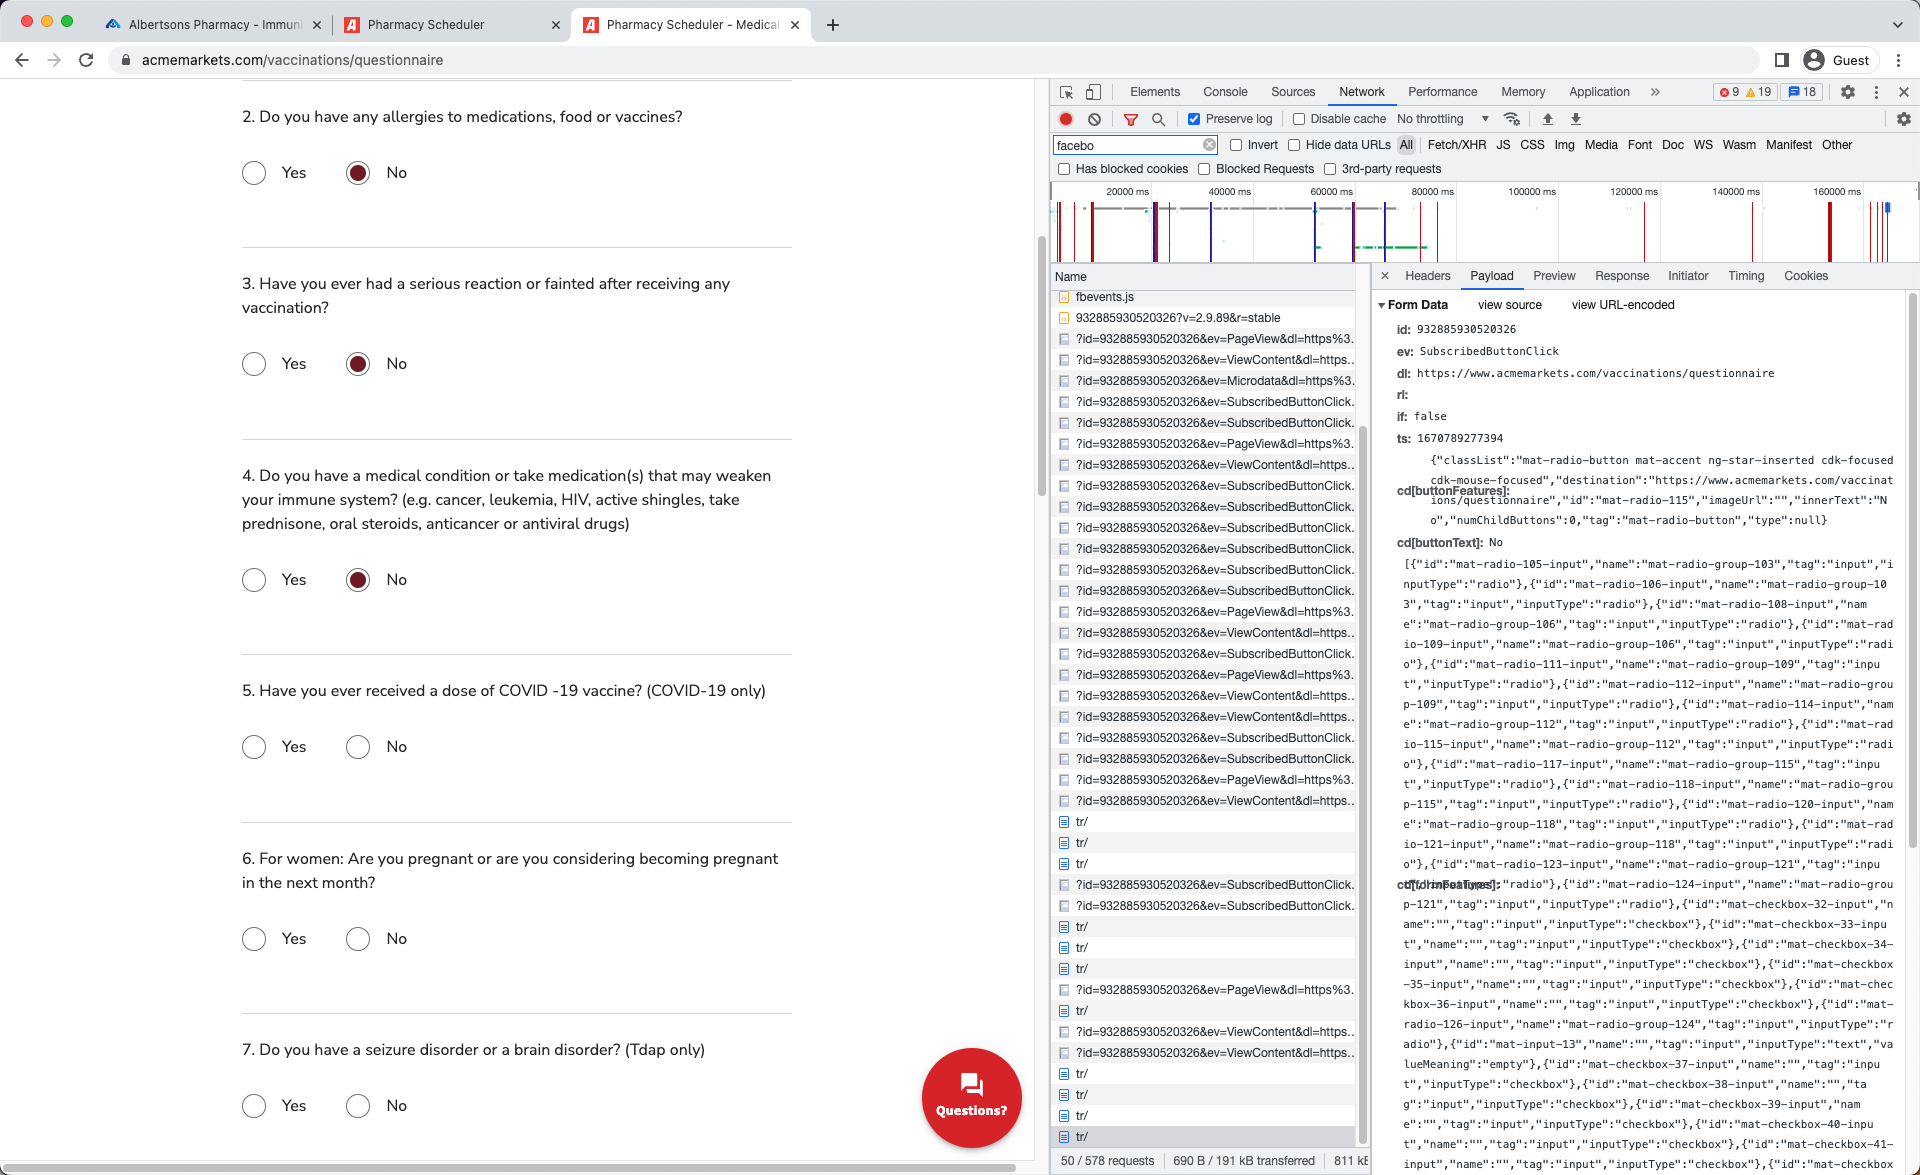 Albertsons Pharmacy - Immuni
Pharmacy Scheduler
Pharmacy Scheduler - Medical
acmemarkets.com/vaccinations/questionnaire
Guest
2. Do you have any allergies to medications, food or vaccines?
Yes No
3. Have you ever had a serious reaction or fainted after receiving any
vaccination?
Yes No
4. Do you have a medical condition or take medication(s) that may weaken
your immune system? (e.g. cancer, leukemia, HIV, active shingles, take
prednisone, oral steroids, anticancer or antiviral drugs)
Yes No
5. Have you ever received a dose of COVID -19 vaccine? (COVID-19 only)
Yes No
6. For women: Are you pregnant or are you considering becoming pregnant
in the next month?
Yes No
7. Do you have a seizure disorder or a brain disorder? (Tdap only)
Yes No
Questions?
Elements Console Sources Network Performance Memory Application » 9 19 18
Preserve log Disable cache No throttling
facebo Invert Hide data URLs All Fetch/XHR JS CSS Img Media Font Doc WS Wasm Manifest Other
Has blocked cookies Blocked Requests 3rd-party requests
20000 ms 40000 ms 60000 ms 80000 ms 100000 ms 120000 ms 140000 ms 160000 ms
Name
fbevents.js
932885930520326?v=2.9.89&r=stable
?id=932885930520326&ev=PageView&dl=https%3.
?id=932885930520326&ev=ViewContent&dl=https..
?id=932885930520326&ev=Microdata&dl=https%3.
?id=932885930520326&ev=SubscribedButtonClick.
?id=932885930520326&ev=SubscribedButtonClick.
?id=932885930520326&ev=PageView&dl=https%3.
?id=932885930520326&ev=ViewContent&dl=https..
?id=932885930520326&ev=SubscribedButtonClick.
?id=932885930520326&ev=SubscribedButtonClick.
?id=932885930520326&ev=SubscribedButtonClick.
?id=932885930520326&ev=SubscribedButtonClick.
?id=932885930520326&ev=SubscribedButtonClick.
?id=932885930520326&ev=SubscribedButtonClick.
?id=932885930520326&ev=PageView&dl=https%3.
?id=932885930520326&ev=ViewContent&dl=https..
?id=932885930520326&ev=SubscribedButtonClick.
?id=932885930520326&ev=PageView&dl=https%3.
?id=932885930520326&ev=ViewContent&dl=https..
?id=932885930520326&ev=ViewContent&dl=https..
?id=932885930520326&ev=SubscribedButtonClick.
?id=932885930520326&ev=SubscribedButtonClick.
?id=932885930520326&ev=PageView&dl=https%3.
?id=932885930520326&ev=ViewContent&dl=https..
tr/
tr/
tr/
?id=932885930520326&ev=SubscribedButtonClick.
?id=932885930520326&ev=SubscribedButtonClick.
tr/
tr/
tr/
?id=932885930520326&ev=PageView&dl=https%3.
tr/
?id=932885930520326&ev=ViewContent&dl=https..
?id=932885930520326&ev=ViewContent&dl=https..
tr/
tr/
tr/
tr/
50 / 578 requests 690 B / 191 kB transferred 811 kB
Headers Payload Preview Response Initiator Timing Cookies
Form Data view source view URL-encoded
id: 932885930520326
ev: SubscribedButtonClick
dl: https://www.acmemarkets.com/vaccinations/questionnaire
rl:
if: false
ts: 1670789277394
{"classList":"mat-radio-button mat-accent ng-star-inserted cdk-focused
cdk-mouse-focused","destination":"https://www.acmemarkets.com/vaccinat
cd[buttonFeatures]:
ions/questionnaire","id":"mat-radio-115","imageUrl":"","innerText":"N
o","numChildButtons":0,"tag":"mat-radio-button","type":null}
cd[buttonText]: No
[{"id":"mat-radio-105-input","name":"mat-radio-group-103","tag":"input","i
nputType":"radio"},{"id":"mat-radio-106-input","name":"mat-radio-group-10
3","tag":"input","inputType":"radio"},{"id":"mat-radio-108-input","nam
e":"mat-radio-group-106","tag":"input","inputType":"radio"},{"id":"mat-rad
io-109-input","name":"mat-radio-group-106","tag":"input","inputType":"radi
o"},{"id":"mat-radio-111-input","name":"mat-radio-group-109","tag":"inpu
t","inputType":"radio"},{"id":"mat-radio-112-input","name":"mat-radio-grou
p-109","tag":"input","inputType":"radio"},{"id":"mat-radio-114-input","nam
e":"mat-radio-group-112","tag":"input","inputType":"radio"},{"id":"mat-rad
io-115-input","name":"mat-radio-group-112","tag":"input","inputType":"radi
o"},{"id":"mat-radio-117-input","name":"mat-radio-group-115","tag":"inpu
t","inputType":"radio"},{"id":"mat-radio-118-input","name":"mat-radio-grou
p-115","tag":"input","inputType":"radio"},{"id":"mat-radio-120-input","nam
e":"mat-radio-group-118","tag":"input","inputType":"radio"},{"id":"mat-rad
io-121-input","name":"mat-radio-group-118","tag":"input","inputType":"radi
o"},{"id":"mat-radio-123-input","name":"mat-radio-group-121","tag":"inpu
cd[formFeatures]:
t","inputType":"radio"},{"id":"mat-radio-124-input","name":"mat-radio-grou
p-121","tag":"input","inputType":"radio"},{"id":"mat-checkbox-32-input","n
ame":"","tag":"input","inputType":"checkbox"},{"id":"mat-checkbox-33-inpu
t","name":"","tag":"input","inputType":"checkbox"},{"id":"mat-checkbox-34-
input","name":"","tag":"input","inputType":"checkbox"},{"id":"mat-checkbox
-35-input","name":"","tag":"input","inputType":"checkbox"},{"id":"mat-chec
kbox-36-input","name":"","tag":"input","inputType":"checkbox"},{"id":"mat-
radio-126-input","name":"mat-radio-group-124","tag":"input","inputType":"r
adio"},{"id":"mat-input-13","name":"","tag":"input","inputType":"text","va
lueMeaning":"empty"},{"id":"mat-checkbox-37-input","name":"","tag":"inpu
t","inputType":"checkbox"},{"id":"mat-checkbox-38-input","name":"","ta
g":"input","inputType":"checkbox"},{"id":"mat-checkbox-39-input","nam
e":"","tag":"input","inputType":"checkbox"},{"id":"mat-checkbox-40-inpu
t","name":"","tag":"input","inputType":"checkbox"},{"id":"mat-checkbox-41-
input","name":"","tag":"input","inputType":"checkbox"},{"id":"mat-checkbox